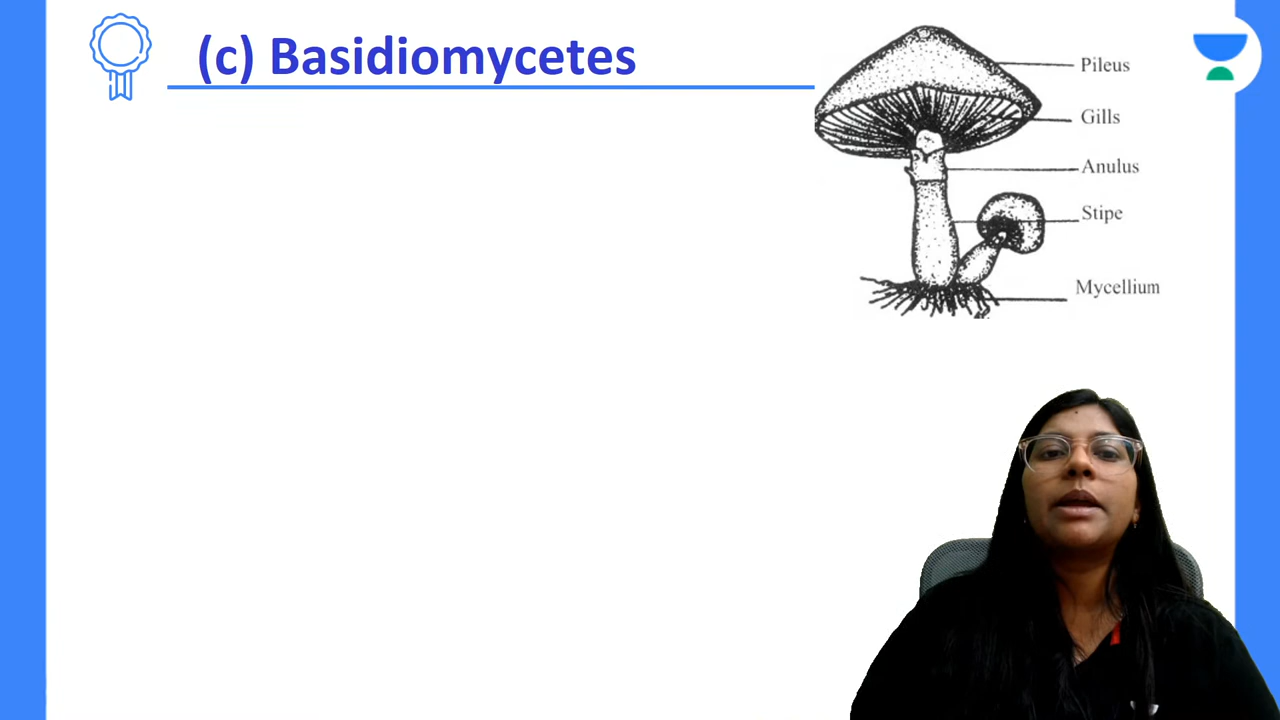 (c) Basidiomycetes
Pileus
Gills
Anulus
Stipe
Mycellium